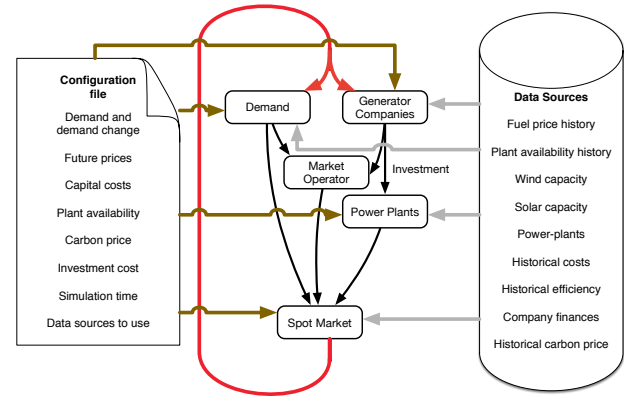 Configuration
file
Demand and
demand change
Future prices
Capital costs
Plant availability
Carbon price
Investment cost
Simulation time
Data sources to use
Demand
Generator
Companies
Market
Operator
Investment
Power Plants
Spot Market
Data Sources
Fuel price history
Plant availability history
Wind capacity
Solar capacity
Power-plants
Historical costs
Historical efficiency
Company finances
Historical carbon price